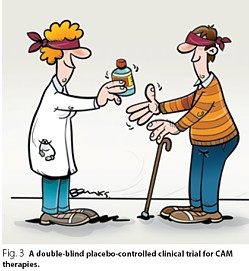 Fig. 3 A double-blind placebo-controlled clinical trial for CAM
therapies.